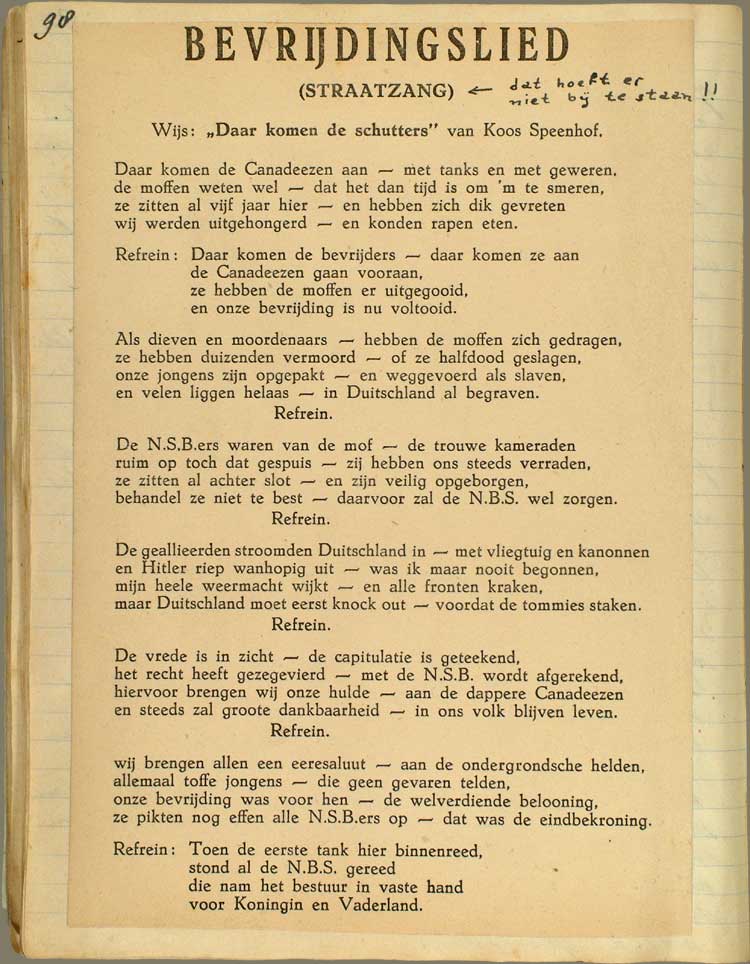 98
BEVRIJDINGSLIED
(STRAATZANG) ← dat hoeft er
niet bij te staan !!
Wijs: „Daar komen de schutters" van Koos Speenhof.
Daar komen de Canadeezen aan — met tanks en met geweren,
de moffen weten wel — dat het dan tijd is om 'm te smeren,
ze zitten al vijf jaar hier — en hebben zich dik gevreten
wij werden uitgehongerd — en konden rapen eten.
Refrein: Daar komen de bevrijders — daar komen ze aan
de Canadeezen gaan vooraan,
ze hebben de moffen er uitgegooid,
en onze bevrijding is nu voltooid.
Als dieven en moordenaars — hebben de moffen zich gedragen,
ze hebben duizenden vermoord — of ze halfdood geslagen,
onze jongens zijn opgepakt — en weggevoerd als slaven,
en velen liggen helaas — in Duitschland al begraven.
Refrein.
De N.S.B.ers waren van de mof — de trouwe kameraden
ruim op toch dat gespuis — zij hebben ons steeds verraden,
ze zitten al achter slot — en zijn veilig opgeborgen,
behandel ze niet te best — daarvoor zal de N.B.S. wel zorgen.
Refrein.
De geallieerden stroomden Duitschland in — met vliegtuig en kanonnen
en Hitler riep wanhopig uit — was ik maar nooit begonnen,
mijn heele weermacht wijkt — en alle fronten kraken,
maar Duitschland moet eerst knock out — voordat de tommies staken.
Refrein.
De vrede is in zicht — de capitulatie is geteekend,
het recht heeft gezegevierd — met de N.S.B. wordt afgerekend,
hiervoor brengen wij onze hulde — aan de dappere Canadeezen
en steeds zal groote dankbaarheid — in ons volk blijven leven.
Refrein.
wij brengen allen een eeresaluut — aan de ondergrondsche helden,
allemaal toffe jongens — die geen gevaren telden,
onze bevrijding was voor hen — de welverdiende belooning,
ze pikten nog effen alle N.S.B.ers op — dat was de eindbekroning.
Refrein: Toen de eerste tank hier binnenreed,
stond al de N.B.S. gereed
die nam het bestuur in vaste hand
voor Koningin en Vaderland.